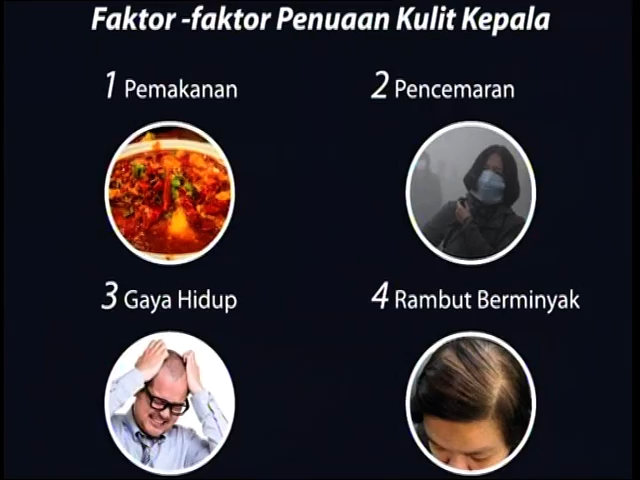 Faktor -faktor Penuaan Kulit Kepala
1 Pemakanan
2 Pencemaran
3 Gaya Hidup
4 Rambut Berminyak